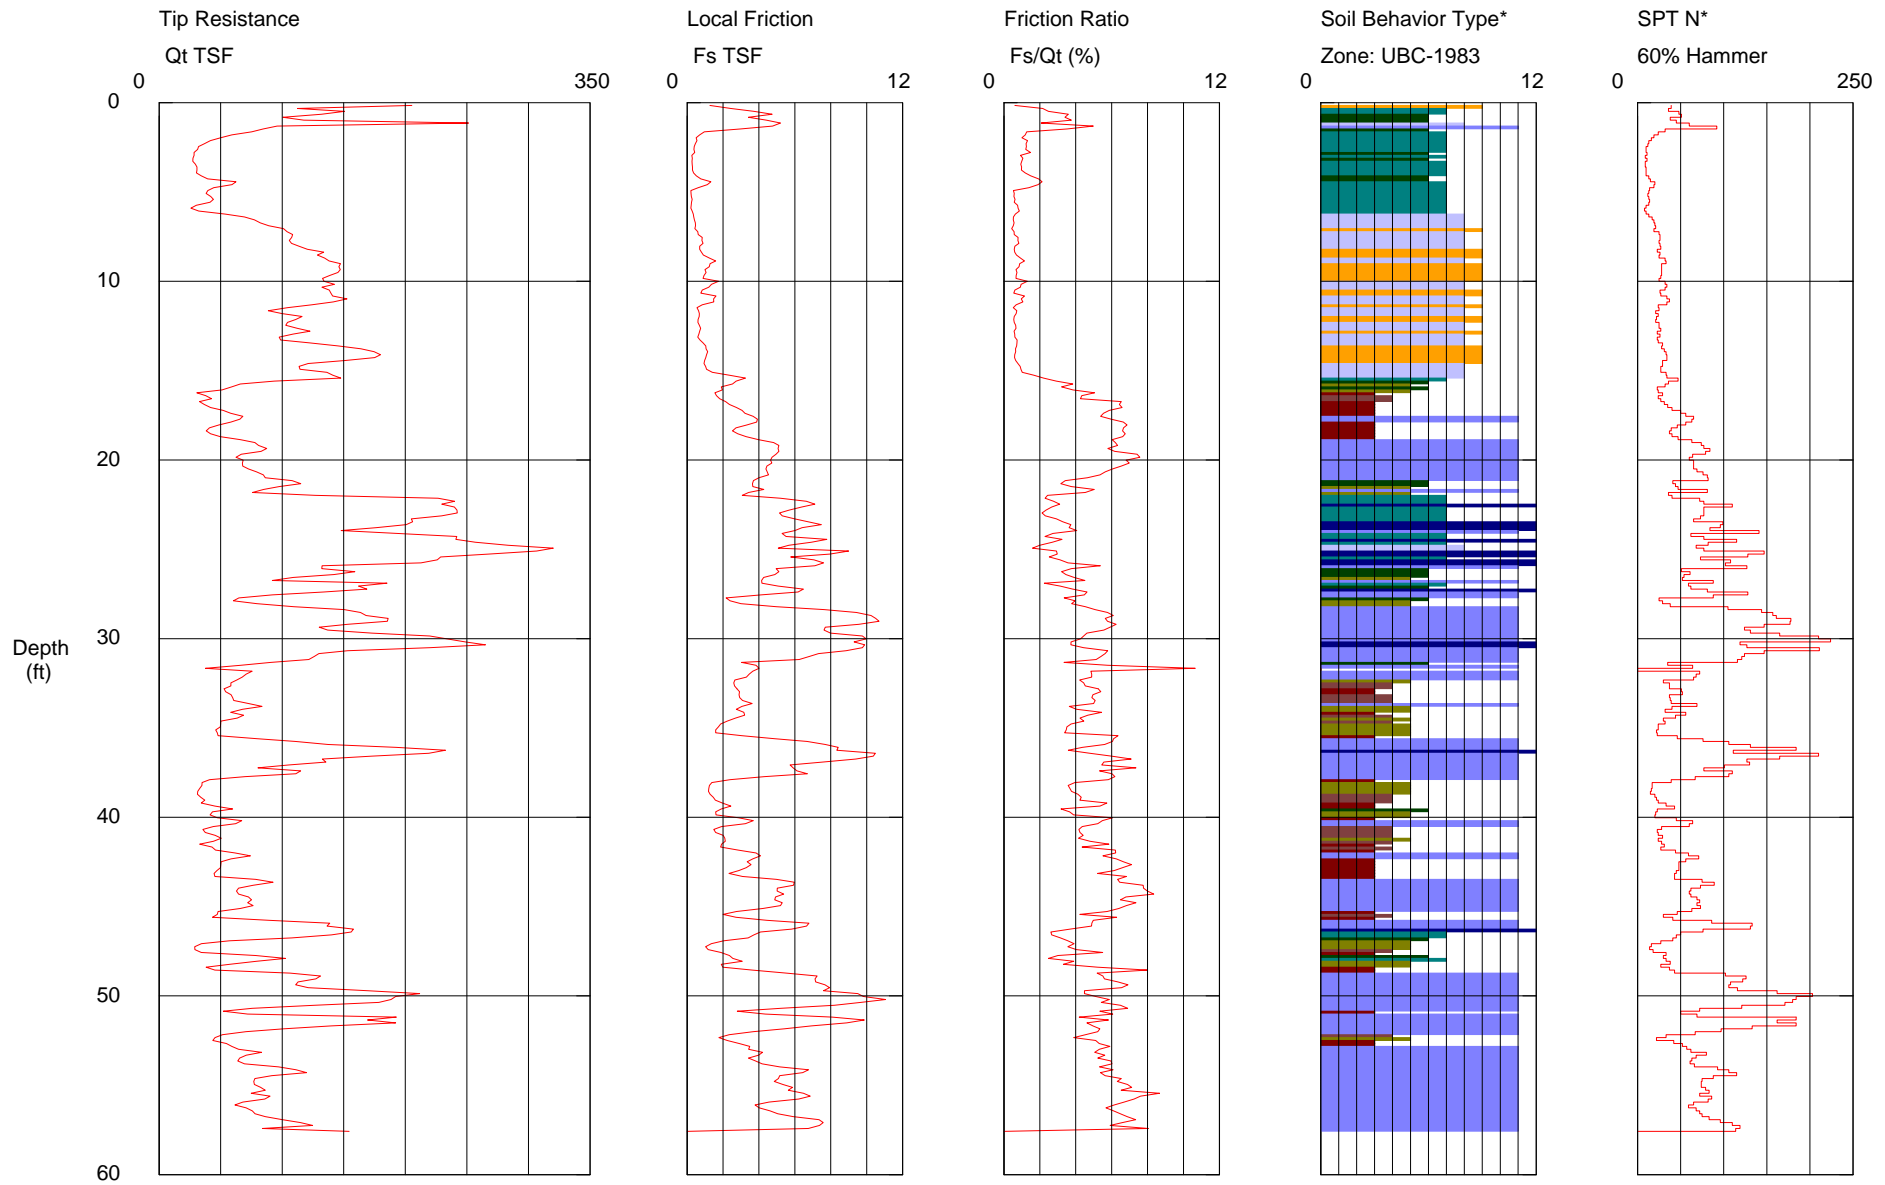 Tip Resistance
Qt TSF
0 350
Local Friction
Fs TSF
0 12
Friction Ratio
Fs/Qt (%)
0 12
Soil Behavior Type*
Zone: UBC-1983
0 12
SPT N*
60% Hammer
0 250
0
10
20
30
40
50
60
Depth
(ft)